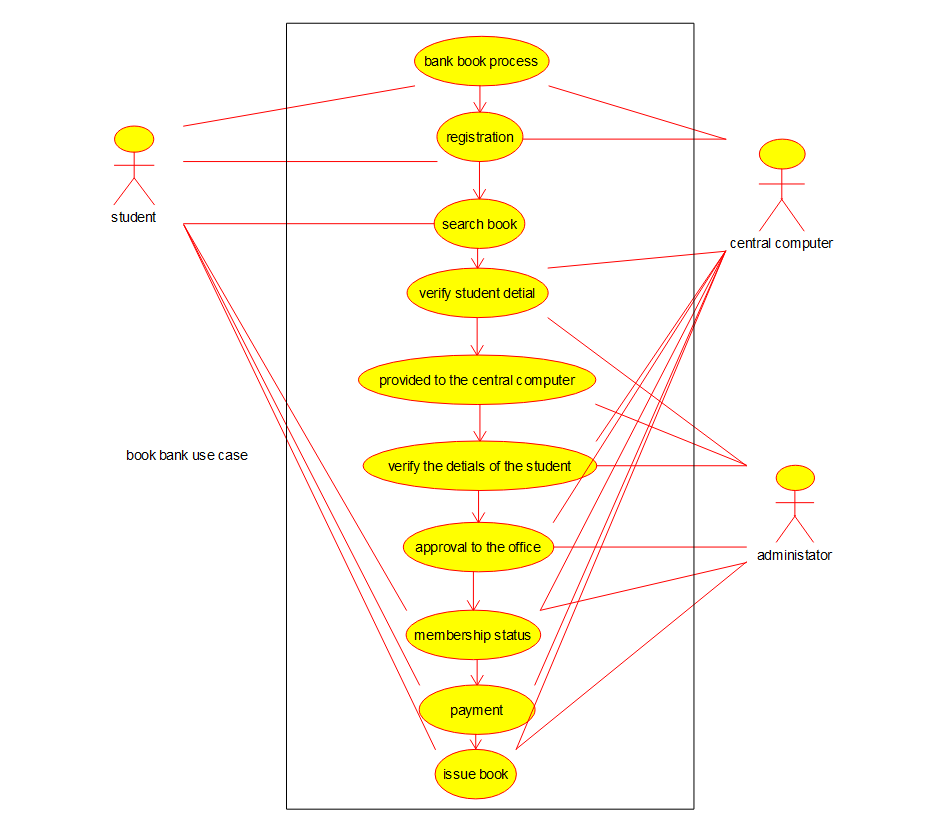 bank book process
registration
student
search book
central computer
verify student detial
provided to the central computer
book bank use case
verify the detials of the student
approval to the office
administator
membership status
payment
issue book